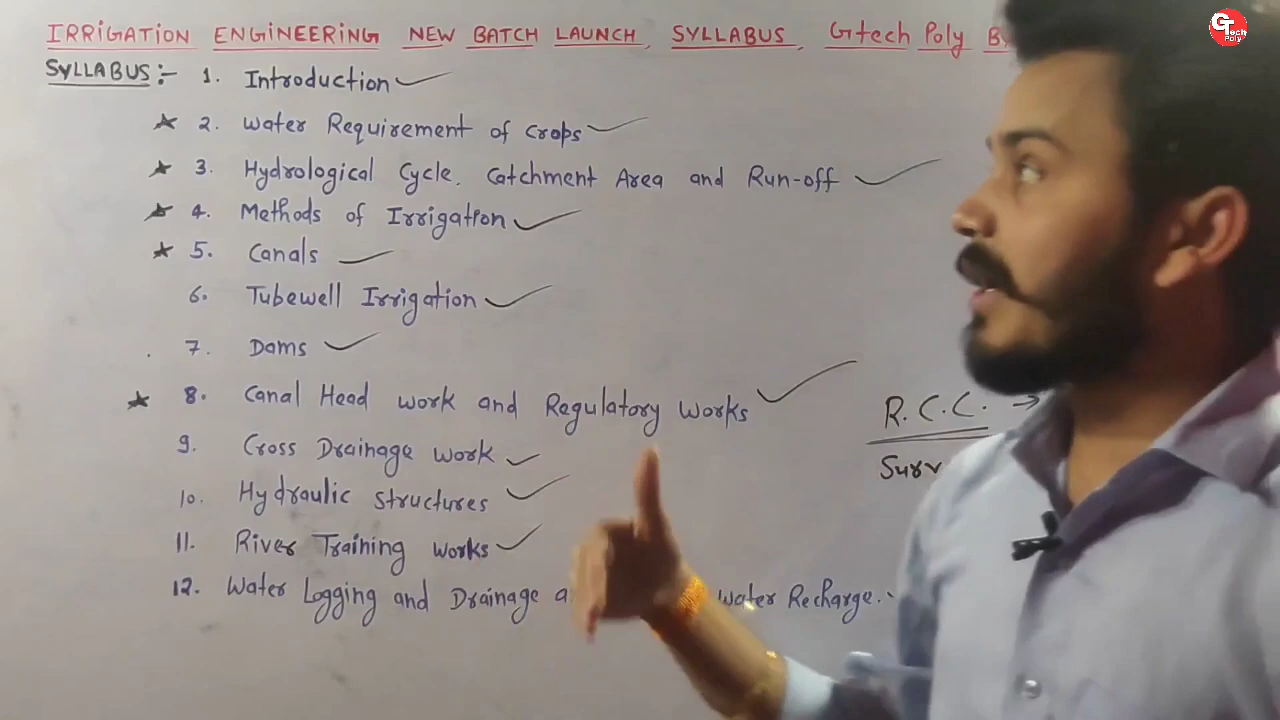 IRRIGATION ENGINEERING NEW BATCH LAUNCH, SYLLABUS, Gtech Poly B
SYLLABUS :- 1. Introduction
★ 2. Water Requirement of Crops
★ 3. Hydrological Cycle, Catchment Area and Run-off
★ 4. Methods of Irrigation
★ 5. Canals
6. Tubewell Irrigation
7. Dams
★ 8. Canal Head work and Regulatory works
9. Cross Drainage work
10. Hydraulic structures
11. River Training works
12. Water Logging and Drainage a water Recharge.
R.C.C. →
Surv
GTech Poly